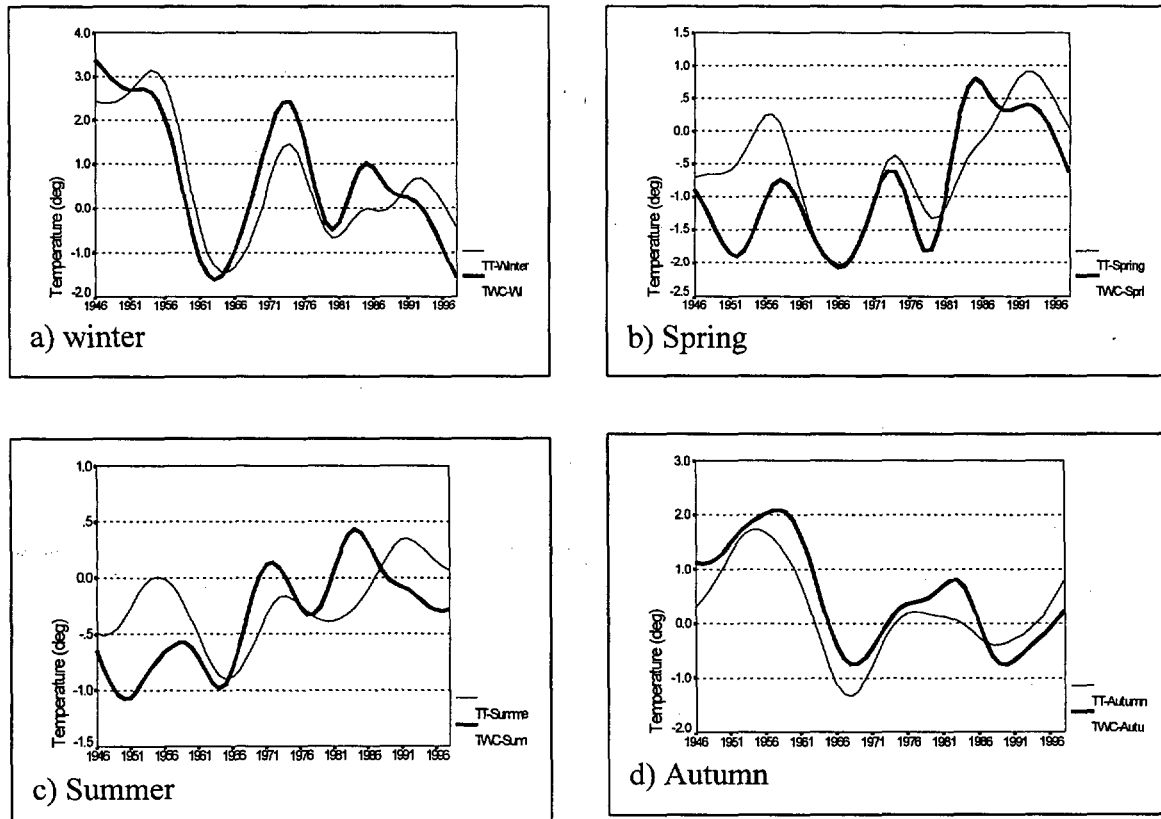 4.0
3.0
2.0
1.0
0.0
-1.0
-2.0
Temperature (deg)
1946 1951 1956 1961 1966 1971 1976 1981 1986 1991 1996
TT-Winter
TWC-Wi
a) winter
1.5
1.0
.5
0.0
-.5
-1.0
-1.5
-2.0
-2.5
Temperature (deg)
1946 1951 1956 1961 1966 1971 1976 1981 1986 1991 1996
TT-Spring
TWC-Spri
b) Spring
1.0
.5
0.0
-.5
-1.0
-1.5
Temperature (deg)
1946 1951 1956 1961 1966 1971 1976 1981 1986 1991 1996
TT-Summe
TWC-Sum
c) Summer
3.0
2.0
1.0
0.0
-1.0
-2.0
Temperature (deg)
1946 1951 1956 1961 1966 1971 1976 1981 1986 1991 1996
TT-Autumn
TWC-Autu
d) Autumn